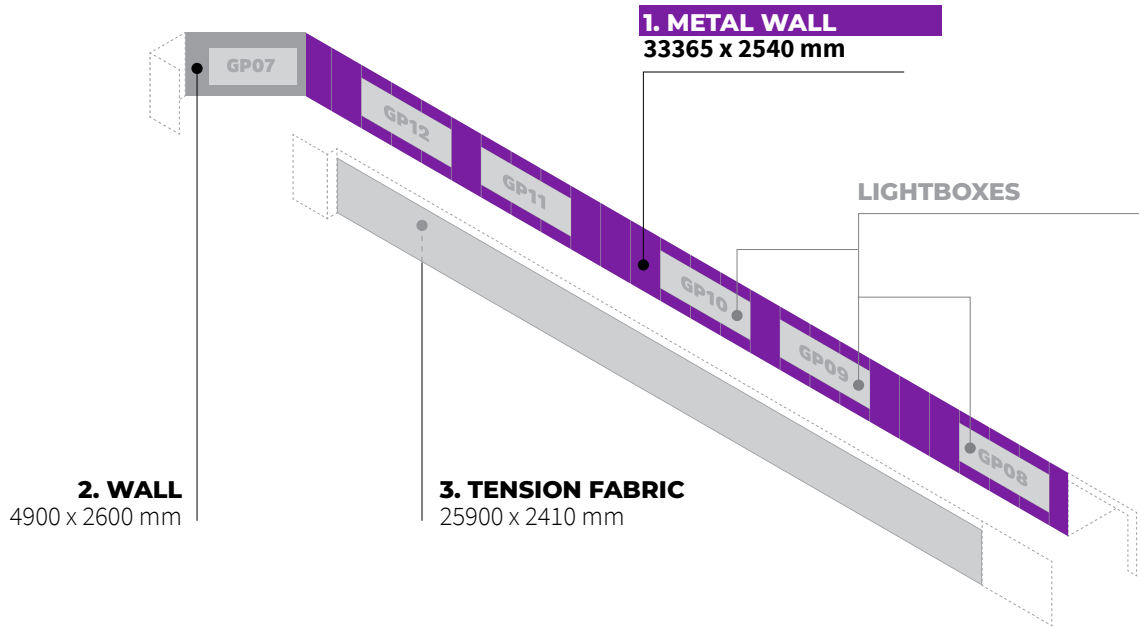 1. METAL WALL
33365 x 2540 mm
GP07
GP12
GP11
LIGHTBOXES
GP10
GP09
GP08
2. WALL
4900 x 2600 mm
3. TENSION FABRIC
25900 x 2410 mm